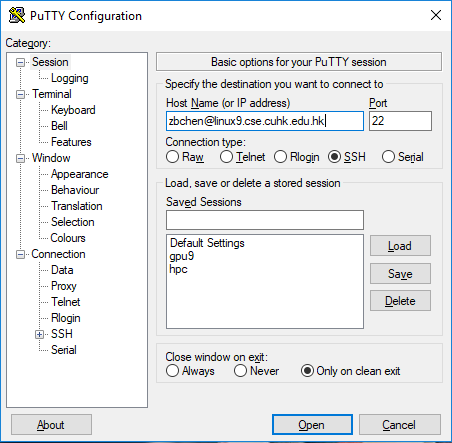 PuTTY Configuration
Category:
Session
Logging
Terminal
Keyboard
Bell
Features
Window
Appearance
Behaviour
Translation
Selection
Colours
Connection
Data
Proxy
Telnet
Rlogin
SSH
Serial
Basic options for your PuTTY session
Specify the destination you want to connect to
Host Name (or IP address) Port
zbchen@linux9.cse.cuhk.edu.hk 22
Connection type:
Raw Telnet Rlogin SSH Serial
Load, save or delete a stored session
Saved Sessions
Default Settings
gpu9
hpc
Load
Save
Delete
Close window on exit:
Always Never Only on clean exit
About Open Cancel